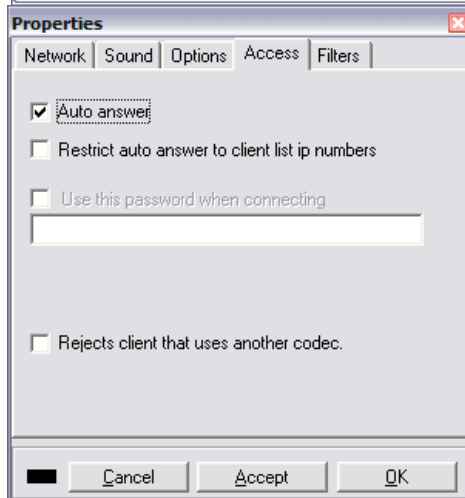 Properties
Network Sound Options Access Filters
Auto answer
Restrict auto answer to client list ip numbers
Use this password when connecting
Rejects client that uses another codec.
Cancel Accept OK